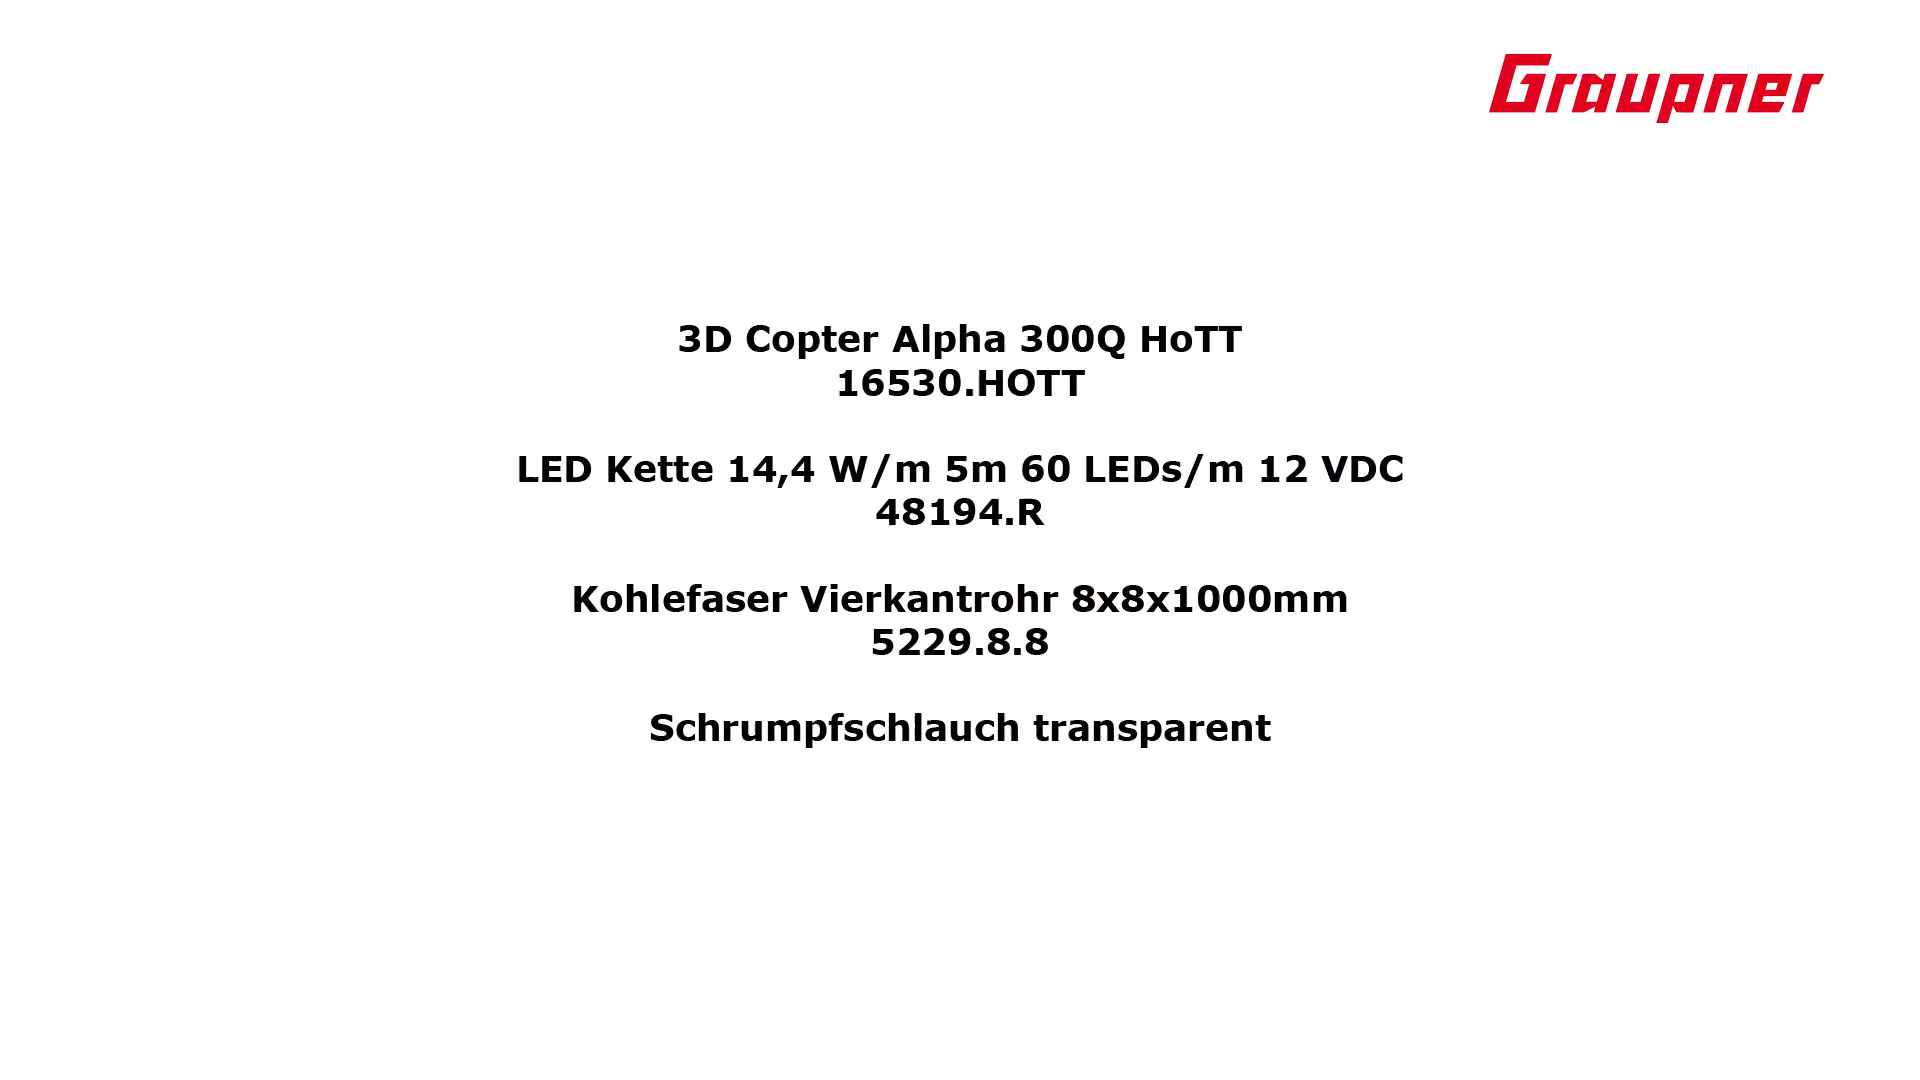 Graupner
3D Copter Alpha 300Q HoTT
16530.HOTT
LED Kette 14,4 W/m 5m 60 LEDs/m 12 VDC
48194.R
Kohlefaser Vierkantrohr 8x8x1000mm
5229.8.8
Schrumpfschlauch transparent